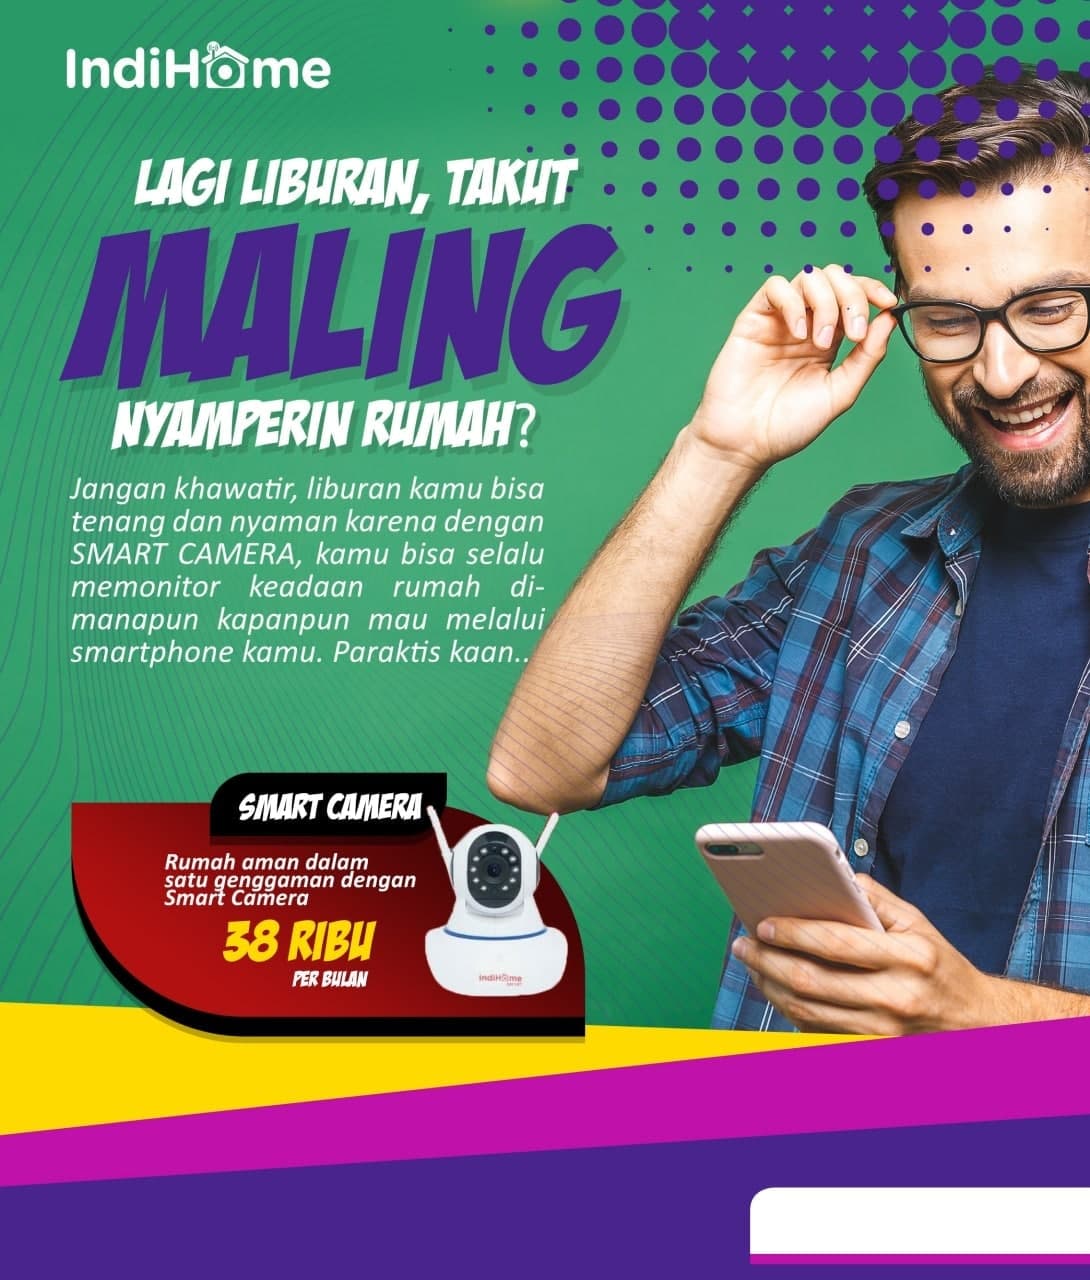 IndiHome
LAGI LIBURAN, TAKUT
MALING
NYAMPERIN RUMAH?
Jangan khawatir, liburan kamu bisa
tenang dan nyaman karena dengan
SMART CAMERA, kamu bisa selalu
memonitor keadaan rumah di-
manapun kapanpun mau melalui
smartphone kamu. Paraktis kaan..
SMART CAMERA
Rumah aman dalam
satu genggaman dengan
Smart Camera
38 RIBU
PER BULAN
IndiHome